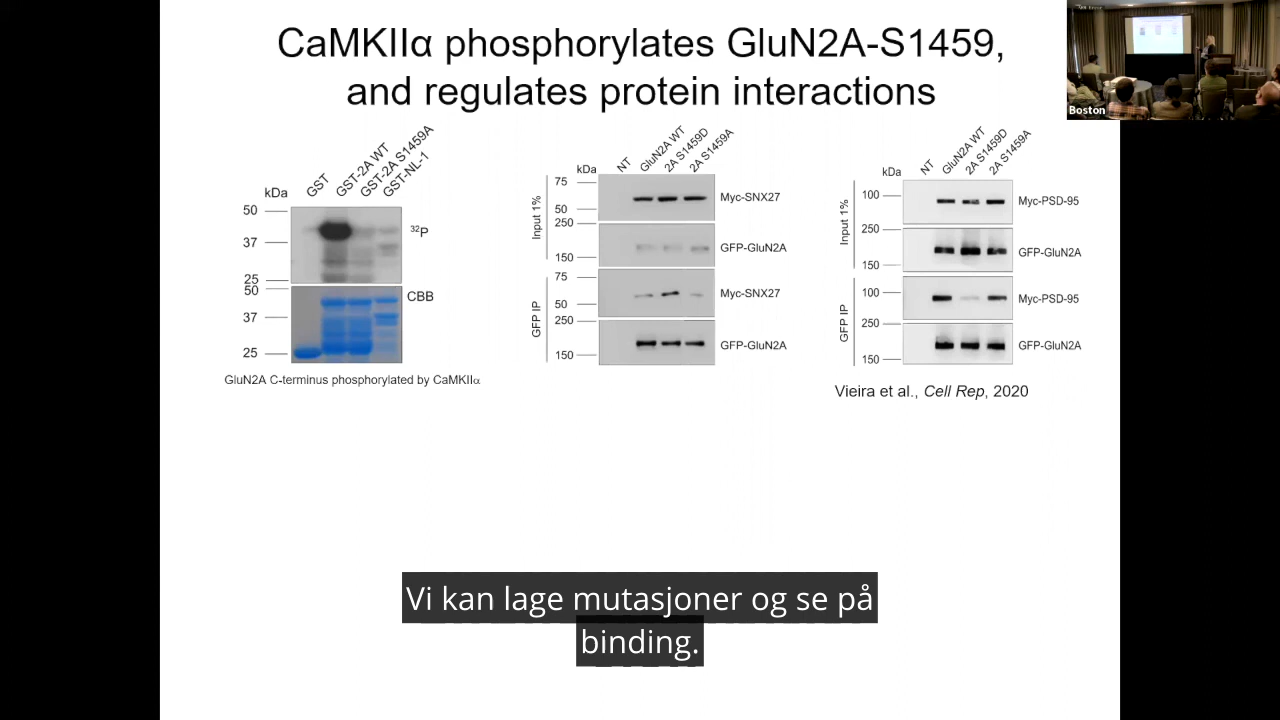 CaMKIIα phosphorylates GluN2A-S1459,
and regulates protein interactions
Boston
kDa
GST
GST-2A WT
GST-2A S1459A
GST-NL-1
50
37
25
32P
50
37
25
CBB
GluN2A C-terminus phosphorylated by CaMKIIα
kDa
NT
GluN2A WT
2A S1459D
2A S1459A
Input 1%
75
50
Myc-SNX27
250
150
GFP-GluN2A
GFP IP
75
50
Myc-SNX27
250
150
GFP-GluN2A
kDa
NT
GluN2A WT
2A S1459D
2A S1459A
Input 1%
100
Myc-PSD-95
250
150
GFP-GluN2A
GFP IP
100
Myc-PSD-95
250
150
GFP-GluN2A
Vieira et al., Cell Rep, 2020
Vi kan lage mutasjoner og se på
binding.